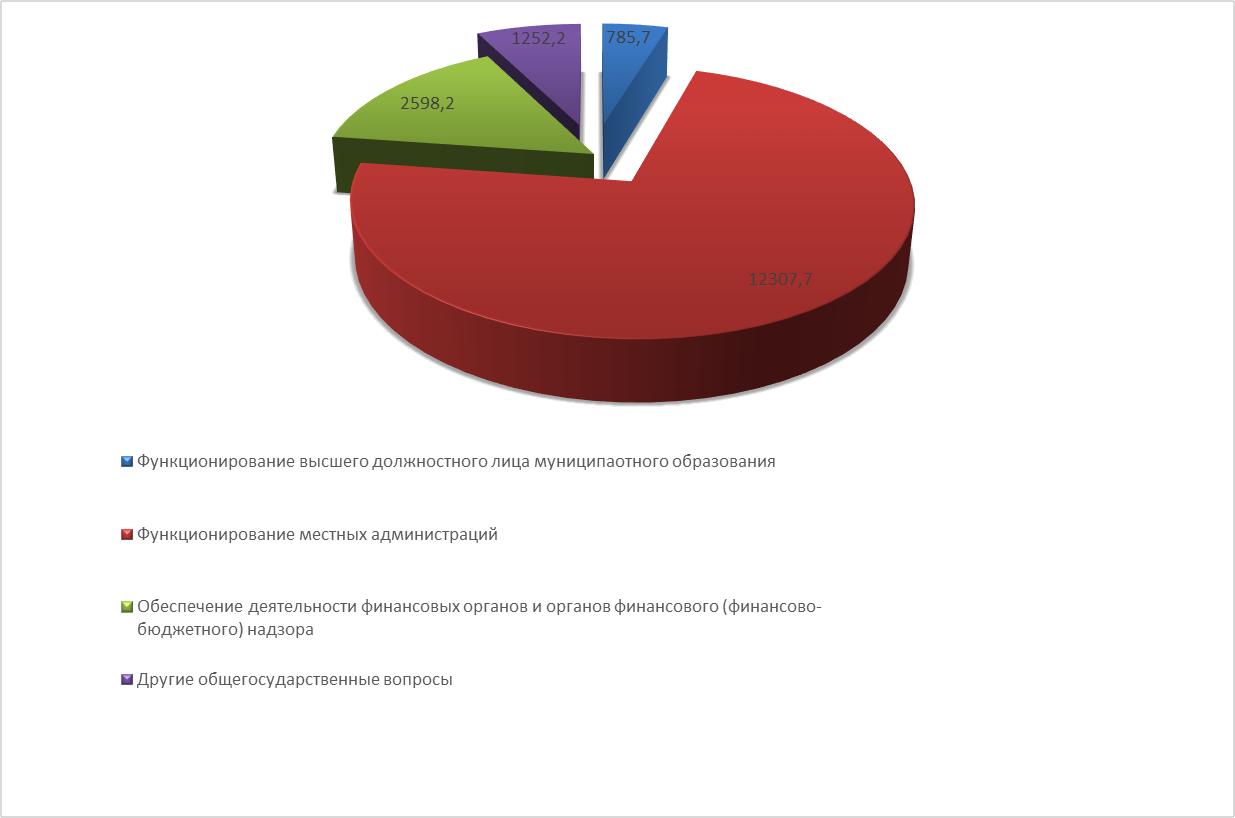 1252,2
785,7
2598,2
12307,7
Функционирование высшего должностного лица муниципаотного образования
Функционирование местных администраций
Обеспечение деятельности финансовых органов и органов финансового (финансово-
бюджетного) надзора
Другие общегосударственные вопросы